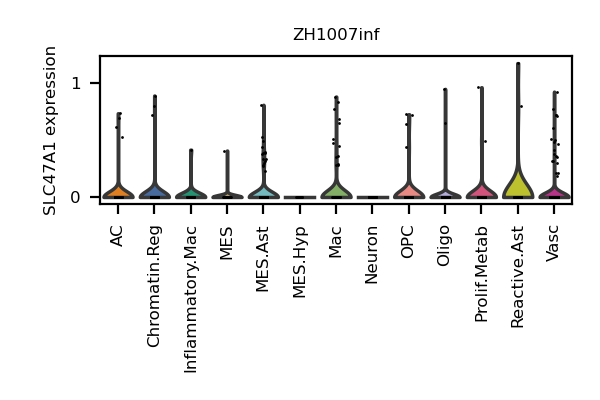 ZH1007inf
SLC47A1 expression
1
0
AC
Chromatin.Reg
Inflammatory.Mac
MES
MES.Ast
MES.Hyp
Mac
Neuron
OPC
Oligo
Prolif.Metab
Reactive.Ast
Vasc